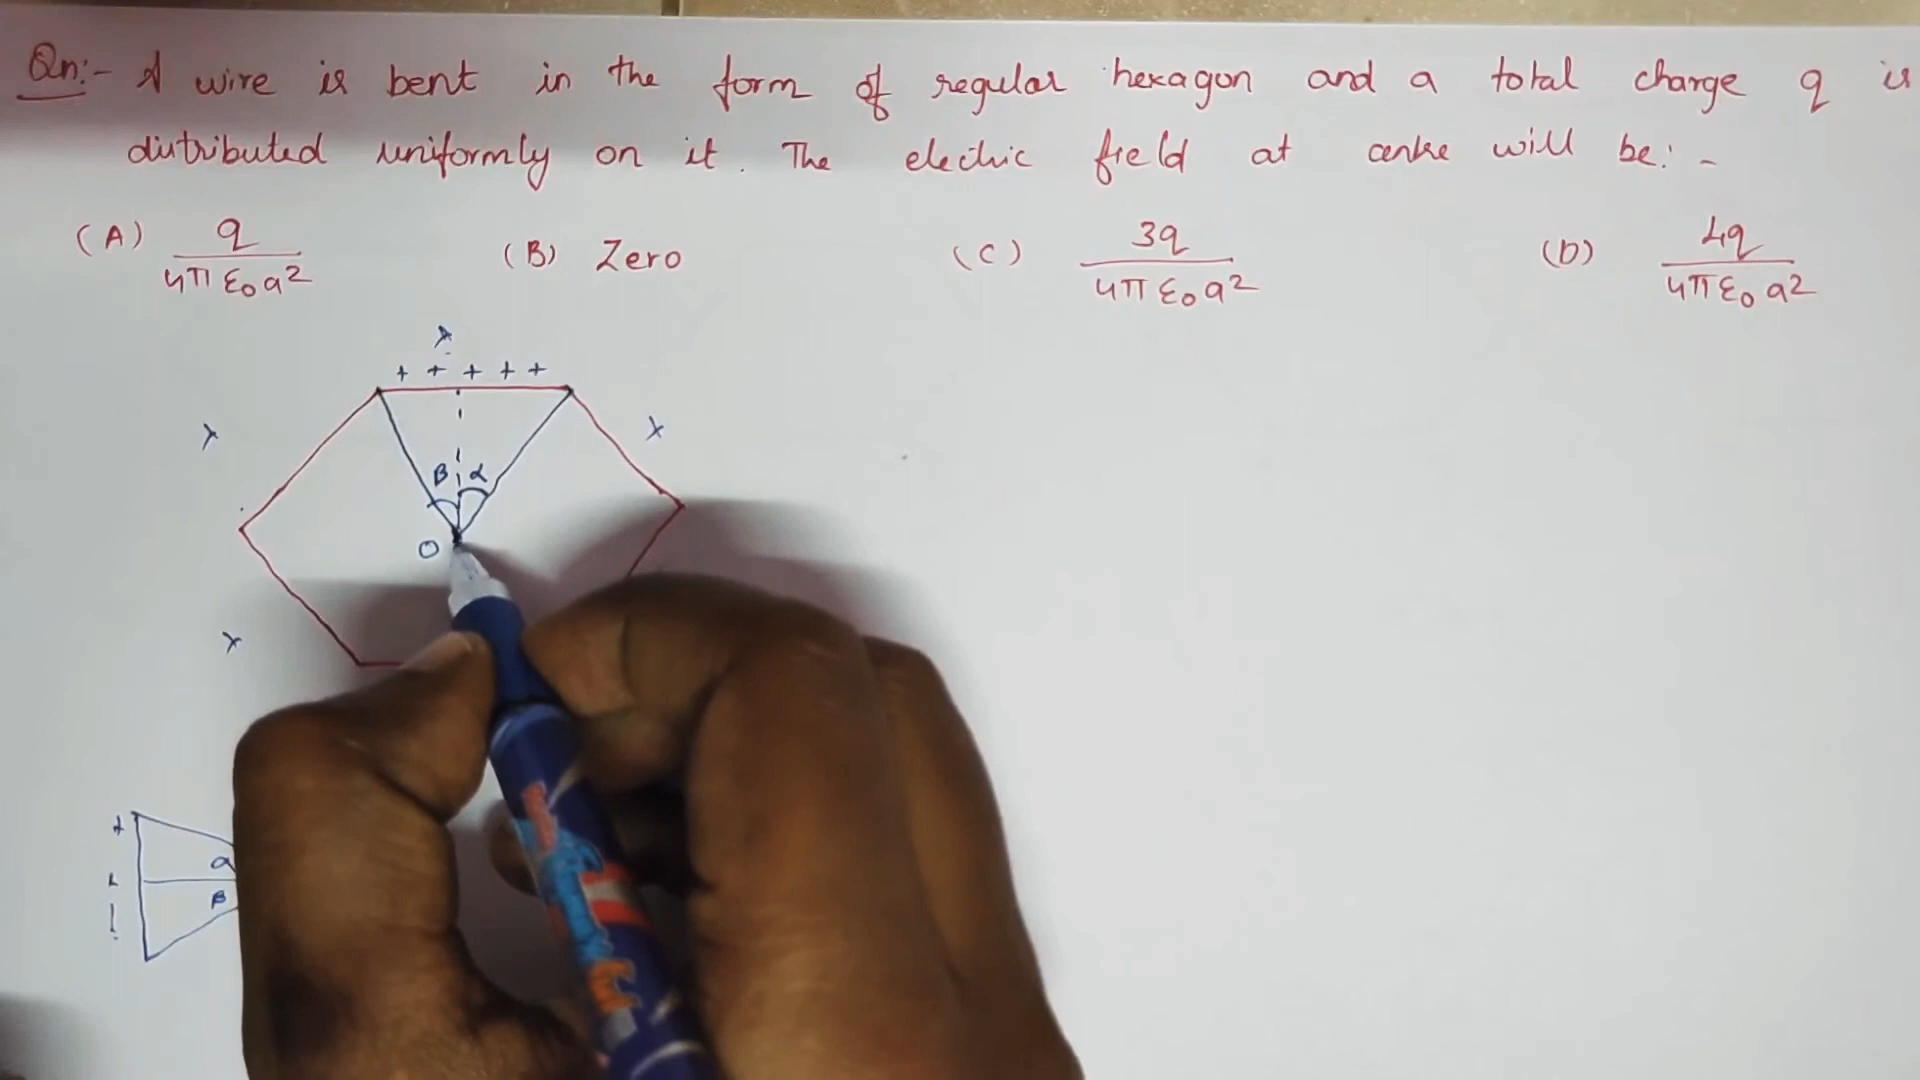 Qn:- A wire is bent in the form of regular hexagon and a total charge q is
distributed uniformly on it. The electric field at centre will be: -
(A) q/4πε₀a² (B) Zero (C) 3q/4πε₀a² (D) 4q/4πε₀a²
λ
+ + + + +
λ λ
β α
O
λ
+
α
β